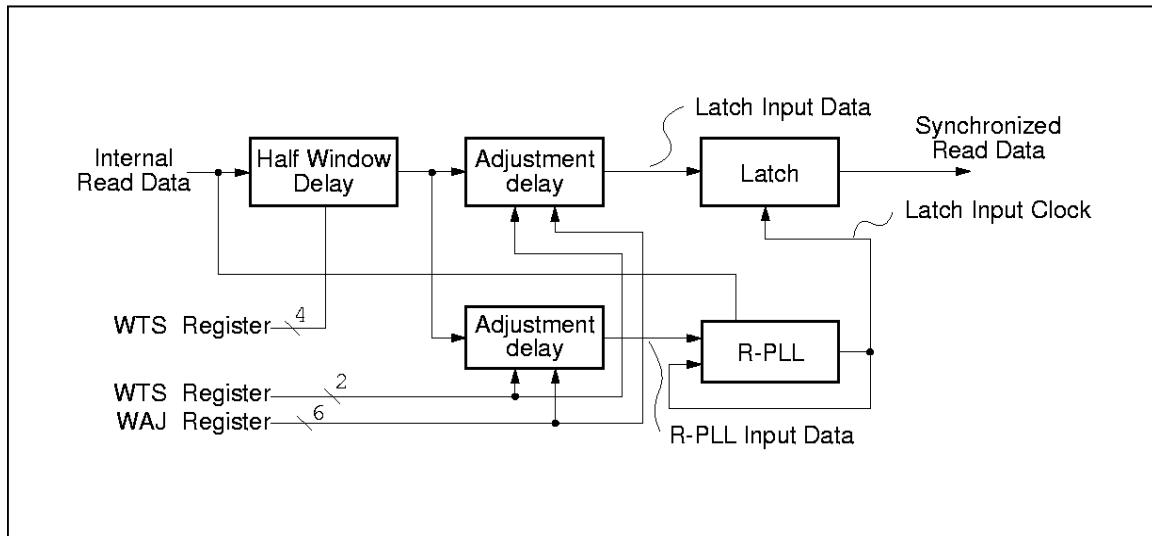 Latch Input Data
Internal
Read Data
Half Window
Delay
Adjustment
delay
Latch
Synchronized
Read Data
Latch Input Clock
WTS Register
4
Adjustment
delay
R-PLL
WTS Register
2
WAJ Register
6
R-PLL Input Data